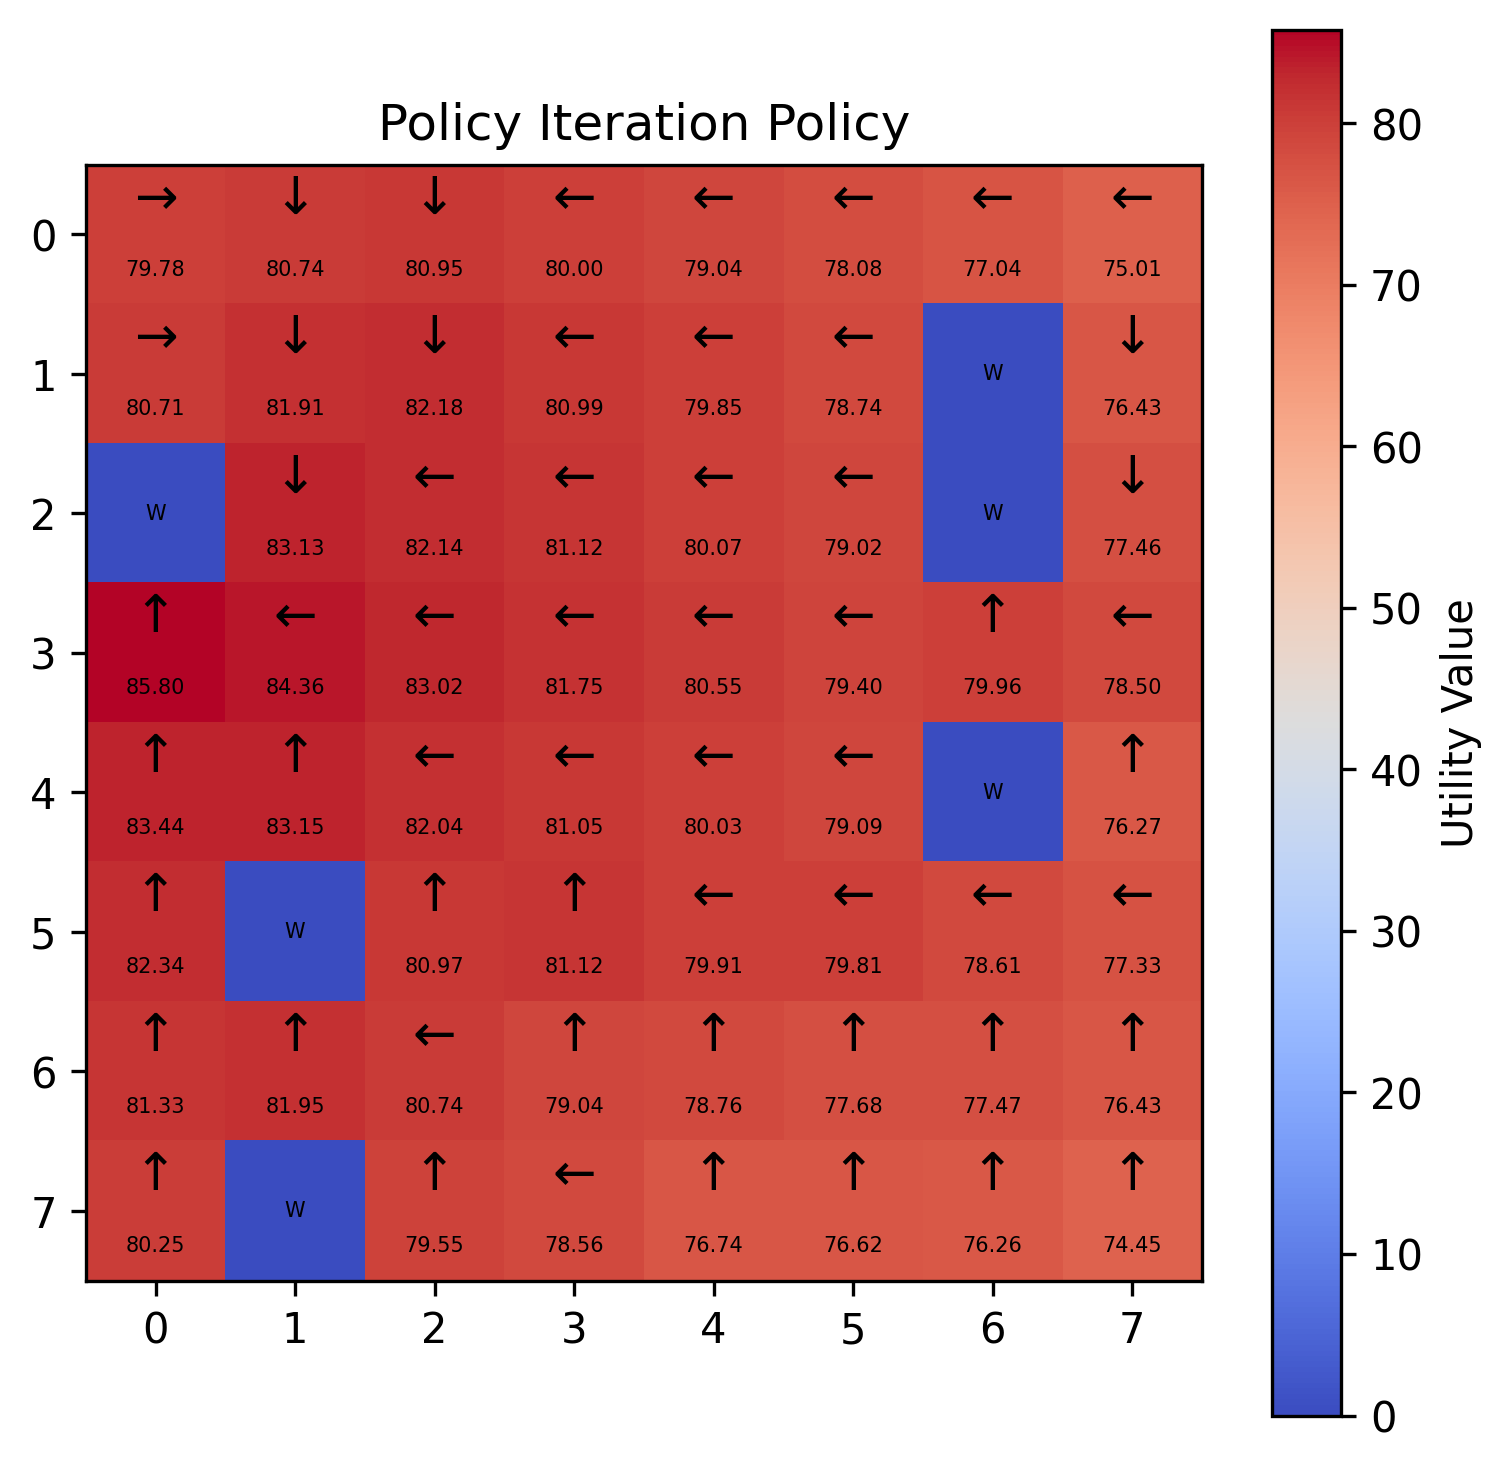 Policy Iteration Policy
0 → ↓ ↓ ← ← ← ← ←
79.78 80.74 80.95 80.00 79.04 78.08 77.04 75.01
1 → ↓ ↓ ← ← ← W ↓
80.71 81.91 82.18 80.99 79.85 78.74 76.43
2 W ↓ ← ← ← ← W ↓
83.13 82.14 81.12 80.07 79.02 77.46
3 ↑ ← ← ← ← ← ↑ ←
85.80 84.36 83.02 81.75 80.55 79.40 79.96 78.50
4 ↑ ↑ ← ← ← ← W ↑
83.44 83.15 82.04 81.05 80.03 79.09 76.27
5 ↑ W ↑ ↑ ← ← ← ←
82.34 80.97 81.12 79.91 79.81 78.61 77.33
6 ↑ ↑ ← ↑ ↑ ↑ ↑ ↑
81.33 81.95 80.74 79.04 78.76 77.68 77.47 76.43
7 ↑ W ↑ ← ↑ ↑ ↑ ↑
80.25 79.55 78.56 76.74 76.62 76.26 74.45
0 1 2 3 4 5 6 7
80
70
60
50
40
30
20
10
0
Utility Value